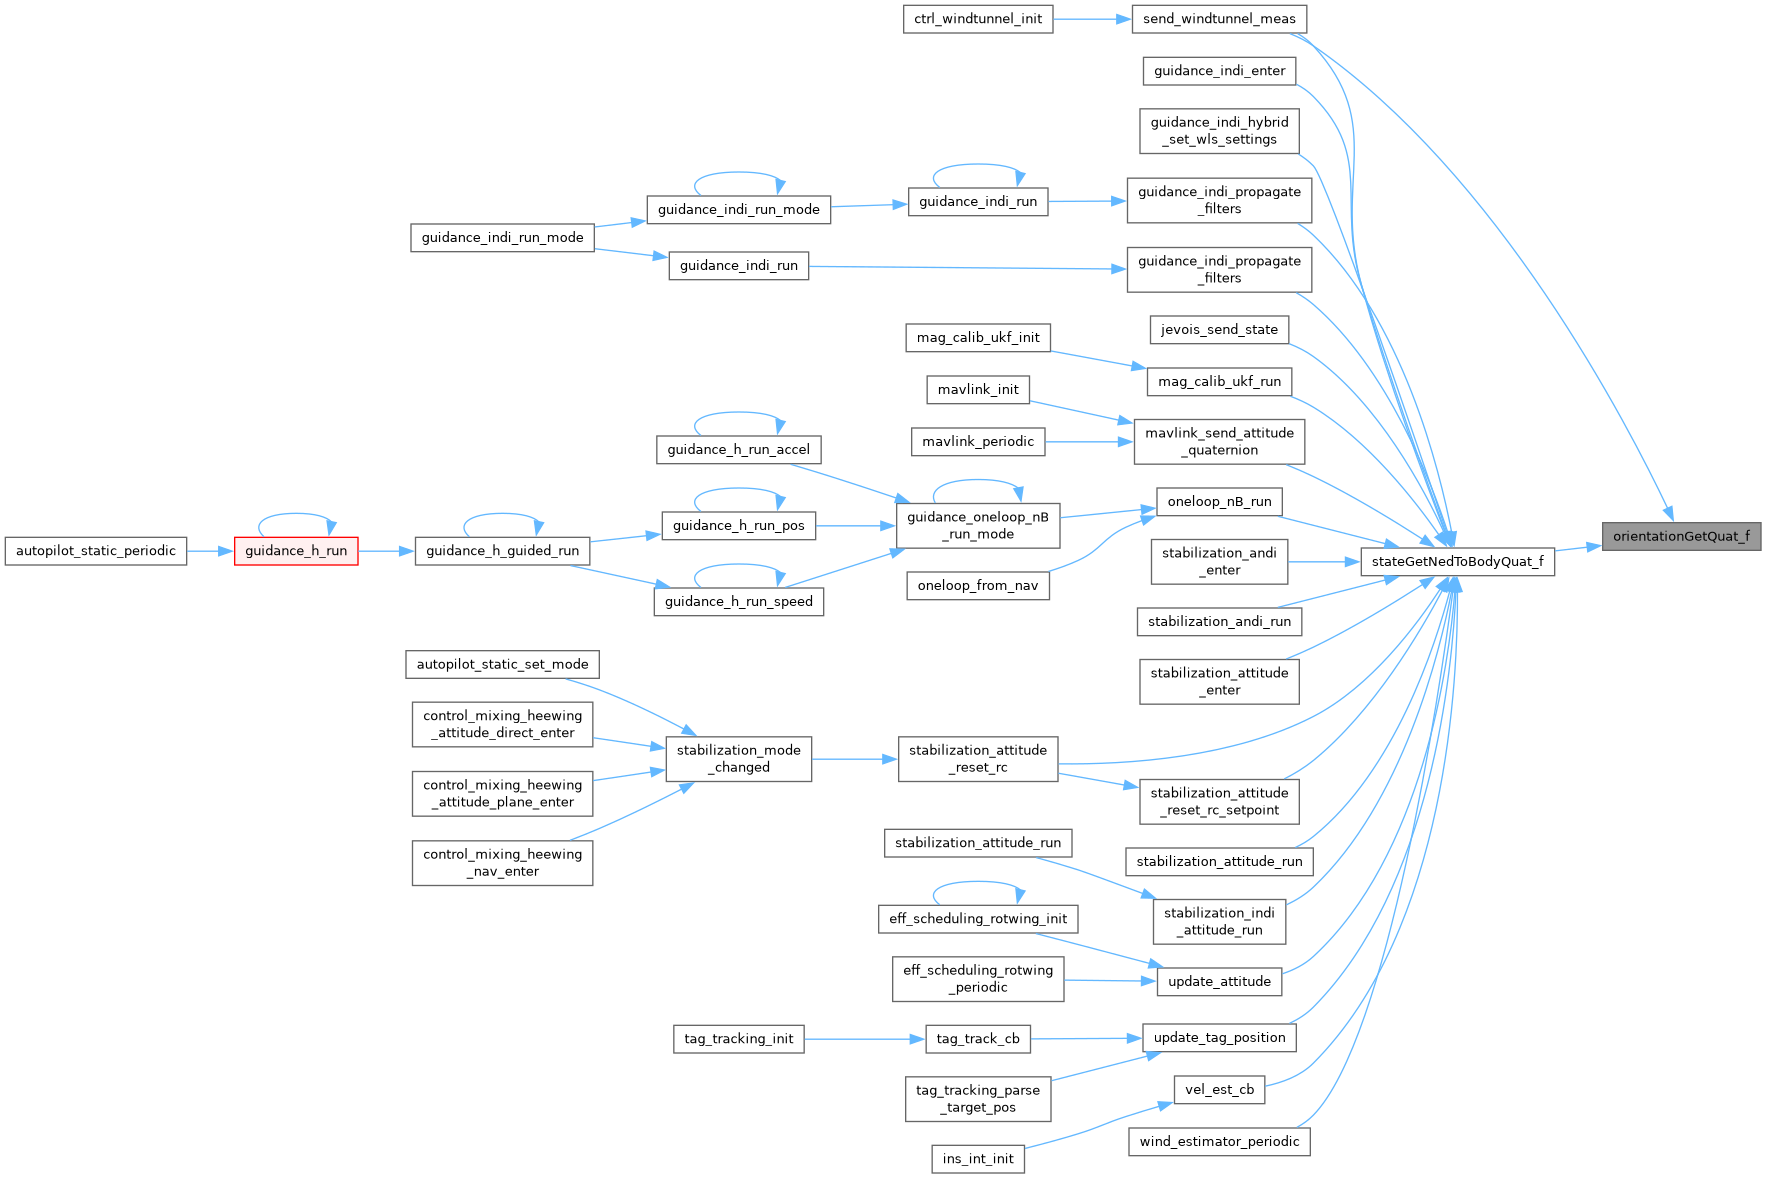 ctrl_windtunnel_init
send_windtunnel_meas
guidance_indi_enter
guidance_indi_hybrid
_set_wls_settings
guidance_indi_run_mode
guidance_indi_run_mode
guidance_indi_run
guidance_indi_propagate
_filters
guidance_indi_run
guidance_indi_propagate
_filters
jevois_send_state
mag_calib_ukf_init
mag_calib_ukf_run
mavlink_init
mavlink_periodic
mavlink_send_attitude
_quaternion
autopilot_static_periodic
guidance_h_run
guidance_h_guided_run
guidance_h_run_accel
guidance_h_run_pos
guidance_h_run_speed
guidance_oneloop_nB
_run_mode
oneloop_from_nav
oneloop_nB_run
stabilization_andi
_enter
stabilization_andi_run
stabilization_attitude
_enter
stateGetNedToBodyQuat_f
orientationGetQuat_f
autopilot_static_set_mode
control_mixing_heewing
_attitude_direct_enter
control_mixing_heewing
_attitude_plane_enter
control_mixing_heewing
_nav_enter
stabilization_mode
_changed
stabilization_attitude
_reset_rc
stabilization_attitude
_reset_rc_setpoint
stabilization_attitude_run
stabilization_attitude_run
stabilization_indi
_attitude_run
eff_scheduling_rotwing_init
eff_scheduling_rotwing
_periodic
update_attitude
tag_tracking_init
tag_track_cb
update_tag_position
tag_tracking_parse
_target_pos
vel_est_cb
ins_int_init
wind_estimator_periodic